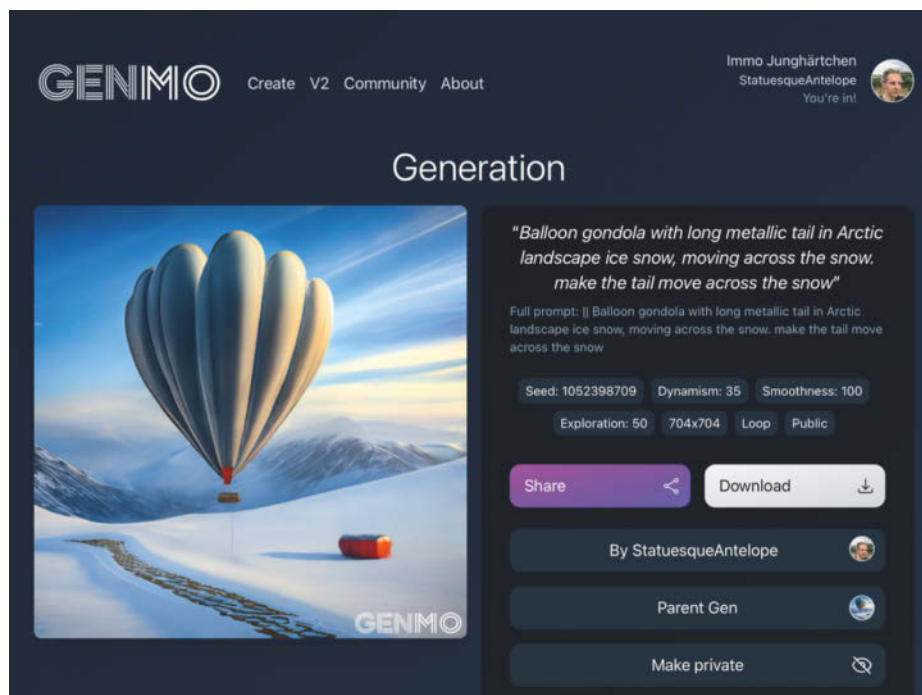 GENMO
Create V2 Community About
Immo Junghärtchen
StatuesqueAntelope
You're in!
Generation
"Balloon gondola with long metallic tail in Arctic
landscape ice snow, moving across the snow.
make the tail move across the snow"
Full prompt: || Balloon gondola with long metallic tail in Arctic
landscape ice snow, moving across the snow. make the tail move
across the snow
Seed: 1052398709 Dynamism: 35 Smoothness: 100
Exploration: 50 704x704 Loop Public
Share Download
By StatuesqueAntelope
Parent Gen
Make private
GENMO